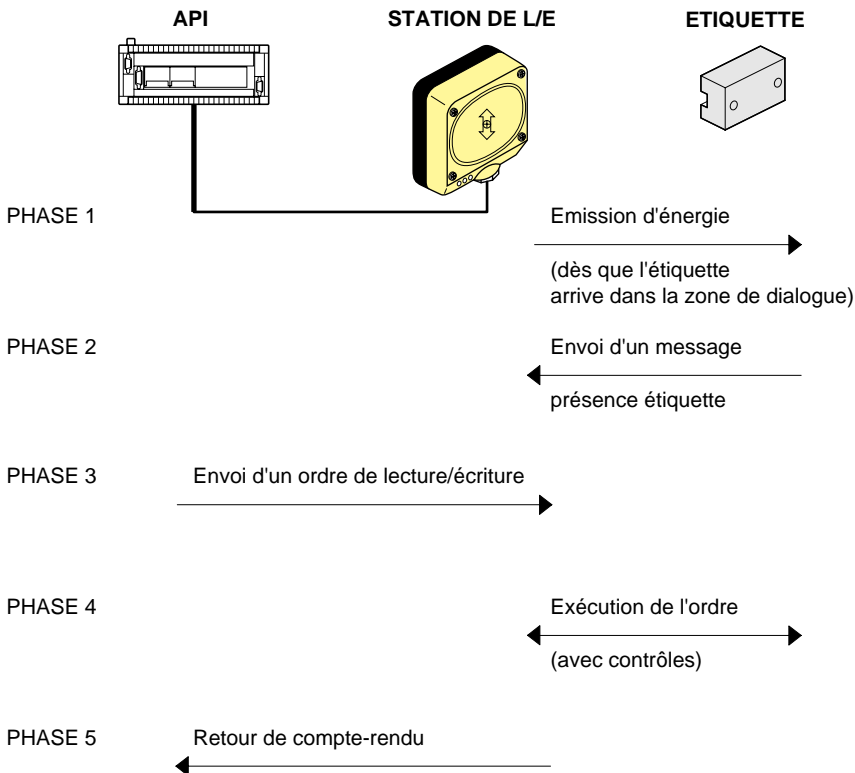 API STATION DE L/E ETIQUETTE
PHASE 1 Emission d'énergie
(dès que l'étiquette
arrive dans la zone de dialogue)
PHASE 2 Envoi d'un message
présence étiquette
PHASE 3 Envoi d'un ordre de lecture/écriture
PHASE 4 Exécution de l'ordre
(avec contrôles)
PHASE 5 Retour de compte-rendu